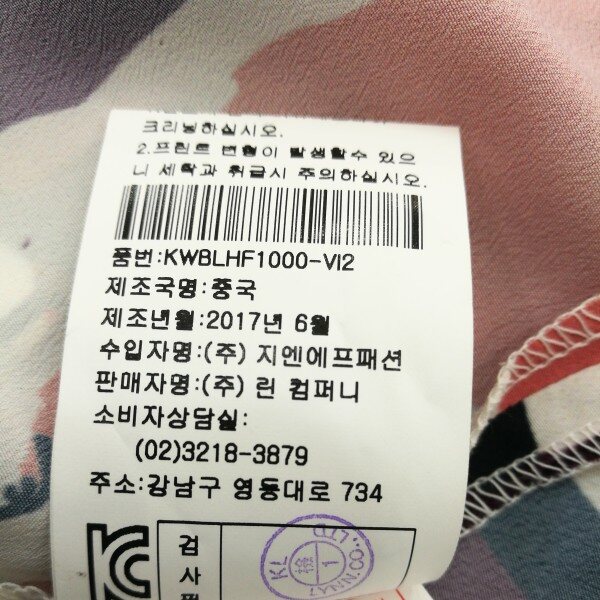 크리닝하십시오.
2.프린트 변형이 발생할수 있으
니 세탁과 취급시 주의하십시오.
품번:KWBLHF1000-VI2
제조국명:중국
제조년월:2017년 6월
수입자명:(주) 지엔에프패션
판매자명:(주) 린 컴퍼니
소비자상담실:
(02)3218-3879
주소:강남구 영동대로 734
검
사
KL
1
LYNN.CO.,LTD